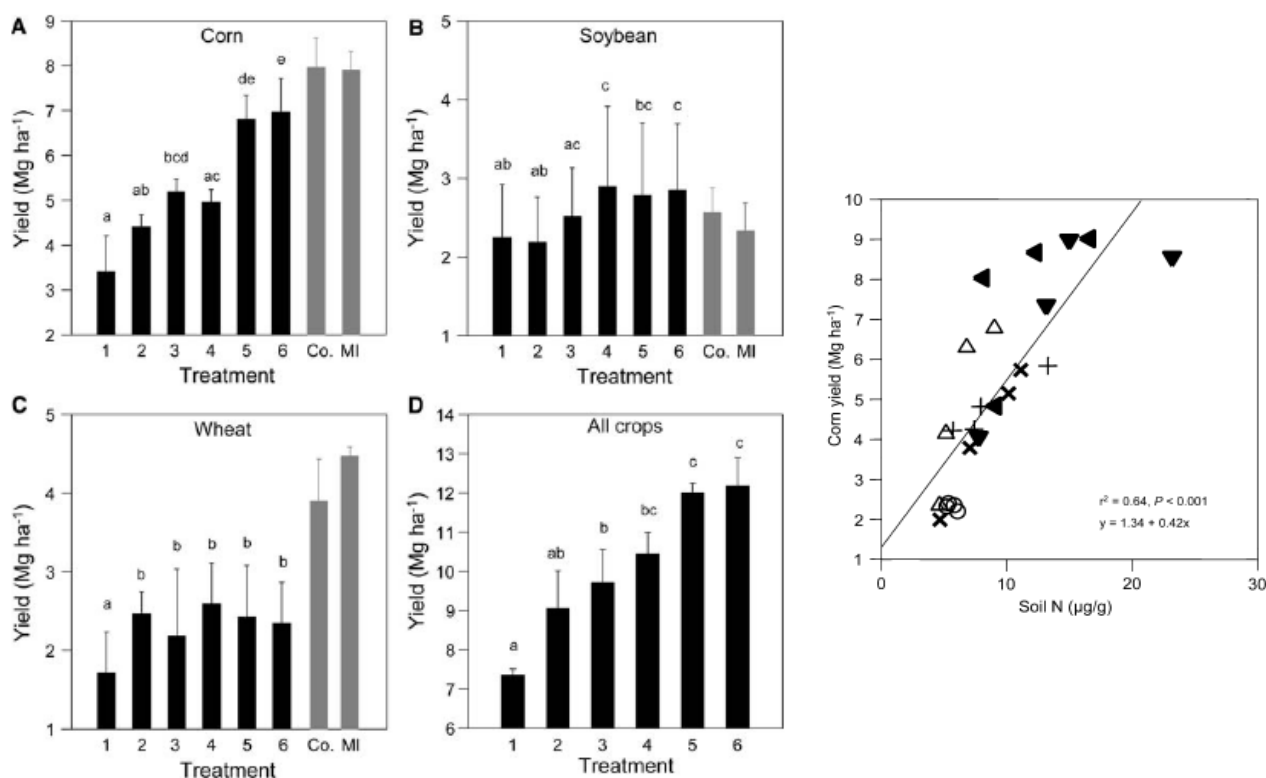 A
Corn
Yield (Mg ha⁻¹)
9
8
7
6
5
4
3
2
a
ab
bcd
ac
de
e
1 2 3 4 5 6 Co. MI
Treatment
B
Soybean
Yield (Mg ha⁻¹)
5
4
3
2
1
ab
ab
ac
c
bc
c
1 2 3 4 5 6 Co. MI
Treatment
C
Wheat
Yield (Mg ha⁻¹)
5
4
3
2
1
a
b
b
b
b
b
1 2 3 4 5 6 Co. MI
Treatment
D
All crops
Yield (Mg ha⁻¹)
14
13
12
11
10
9
8
7
6
a
ab
b
bc
c
c
1 2 3 4 5 6
Treatment
Corn yield (Mg ha⁻¹)
10
9
8
7
6
5
4
3
2
1
r² = 0.64, P < 0.001
y = 1.34 + 0.42x
0 10 20 30
Soil N (µg/g)